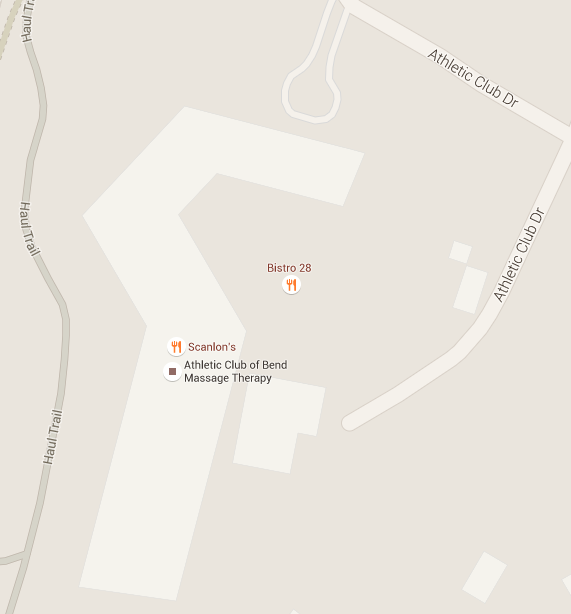 Haul Tr
Athletic Club Dr
Haul Trail
Athletic Club Dr
Bistro 28
Scanlon's
Athletic Club of Bend
Massage Therapy
Haul Trail